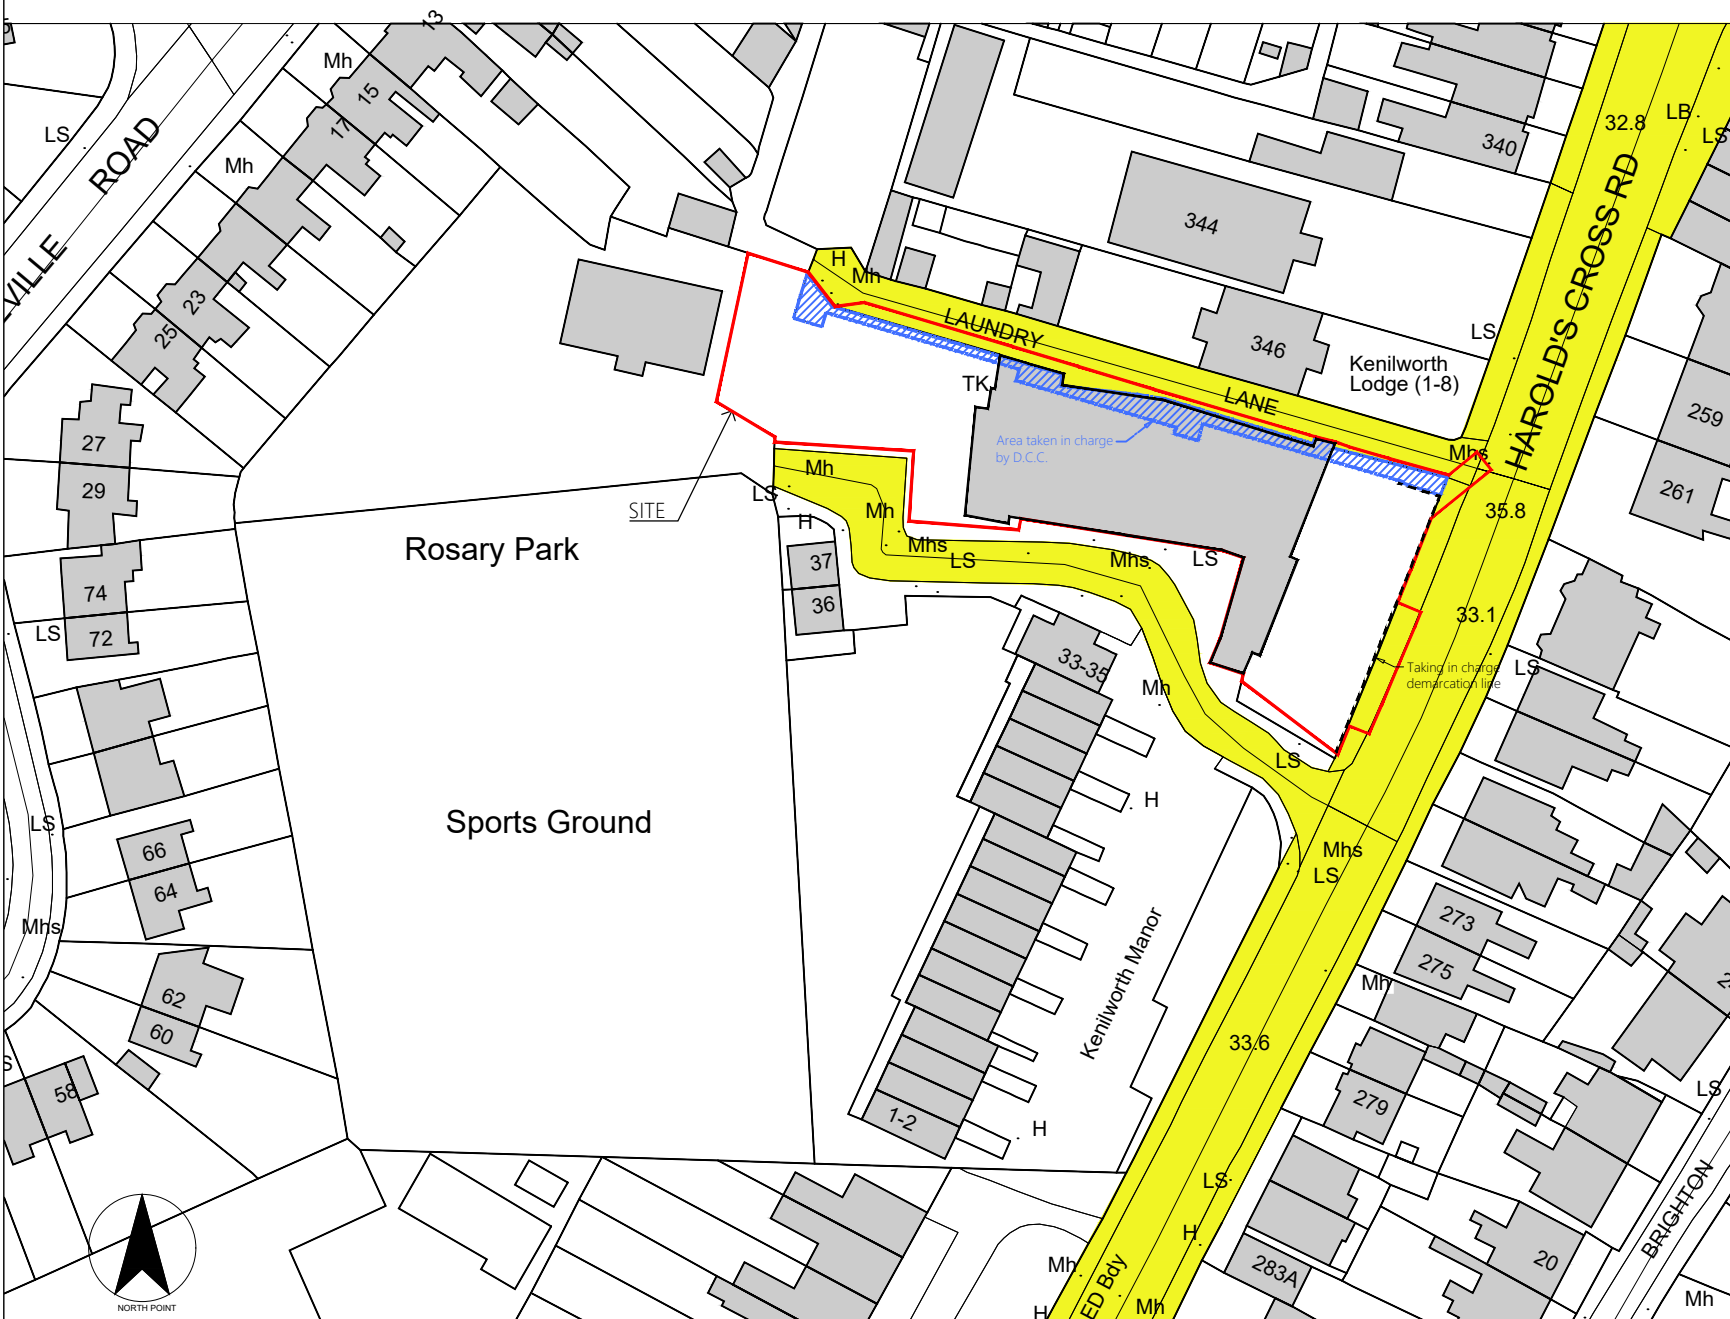 13
Mh
15
17
LS
ROAD
Mh
VILLE
23
25
27
29
74
LS
72
LS
66
64
Mhs
62
60
58
NORTH POINT
Rosary Park
Sports Ground
SITE
H
Mh
LAUNDRY
LANE
TK
Area taken in charge
by D.C.C.
344
346
340
Kenilworth
Lodge (1-8)
LS
32.8
LB
LS
HAROLD'S CROSS RD
259
261
Mhs
35.8
33.1
Taking in charge
demarcation line
LS
Mh
LS
H
Mh
Mhs
LS
Mhs
LS
37
36
33-35
Mh
H
LS
Mhs
LS
Kenilworth Manor
1-2
H
273
275
Mh
33.6
279
LS
LS
H
Mh
283A
20
BRIGHTON
Mh
ED Bdy
Mh
H